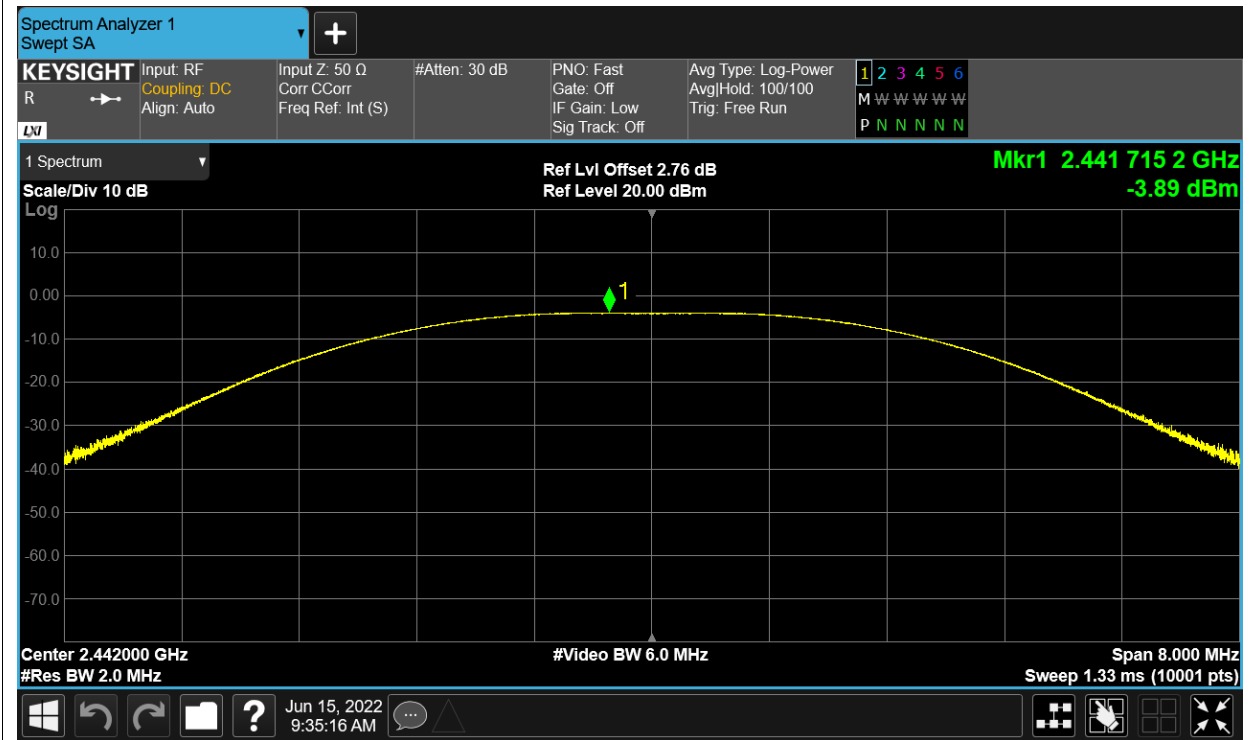 Spectrum Analyzer 1
Swept SA
+
KEYSIGHT
R
LXI
Input: RF
Coupling: DC
Align: Auto
Input Z: 50 Ω
Corr CCorr
Freq Ref: Int (S)
#Atten: 30 dB
PNO: Fast
Gate: Off
IF Gain: Low
Sig Track: Off
Avg Type: Log-Power
Avg|Hold: 100/100
Trig: Free Run
1 2 3 4 5 6
M W W W W W
P N N N N N
1 Spectrum
Scale/Div 10 dB
Log
Ref Lvl Offset 2.76 dB
Ref Level 20.00 dBm
Mkr1 2.441 715 2 GHz
-3.89 dBm
10.0
0.00
-10.0
-20.0
-30.0
-40.0
-50.0
-60.0
-70.0
1
Center 2.442000 GHz
#Res BW 2.0 MHz
#Video BW 6.0 MHz
Span 8.000 MHz
Sweep 1.33 ms (10001 pts)
?
Jun 15, 2022
9:35:16 AM